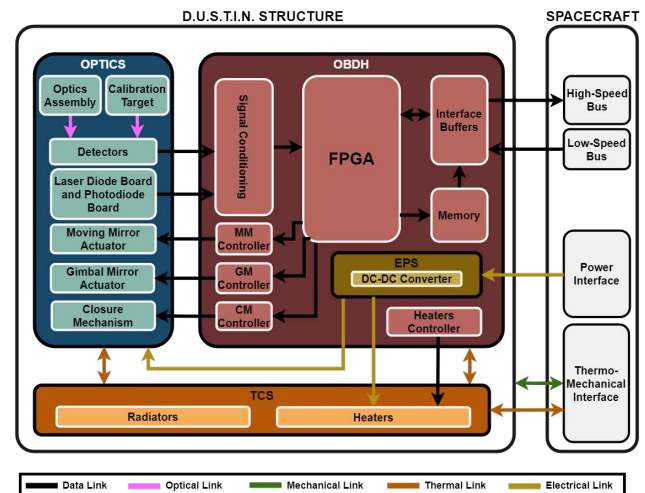 D.U.S.T.I.N. STRUCTURE
SPACECRAFT
OPTICS
Optics
Assembly
Calibration
Target
Detectors
Laser Diode Board
and Photodiode
Board
Moving Mirror
Actuator
Gimbal Mirror
Actuator
Closure
Mechanism
OBDH
Signal Conditioning
FPGA
Interface
Buffers
Memory
MM
Controller
GM
Controller
CM
Controller
EPS
DC-DC Converter
Heaters
Controller
TCS
Radiators
Heaters
High-Speed
Bus
Low-Speed
Bus
Power
Interface
Thermo-
Mechanical
Interface
Data Link
Optical Link
Mechanical Link
Thermal Link
Electrical Link